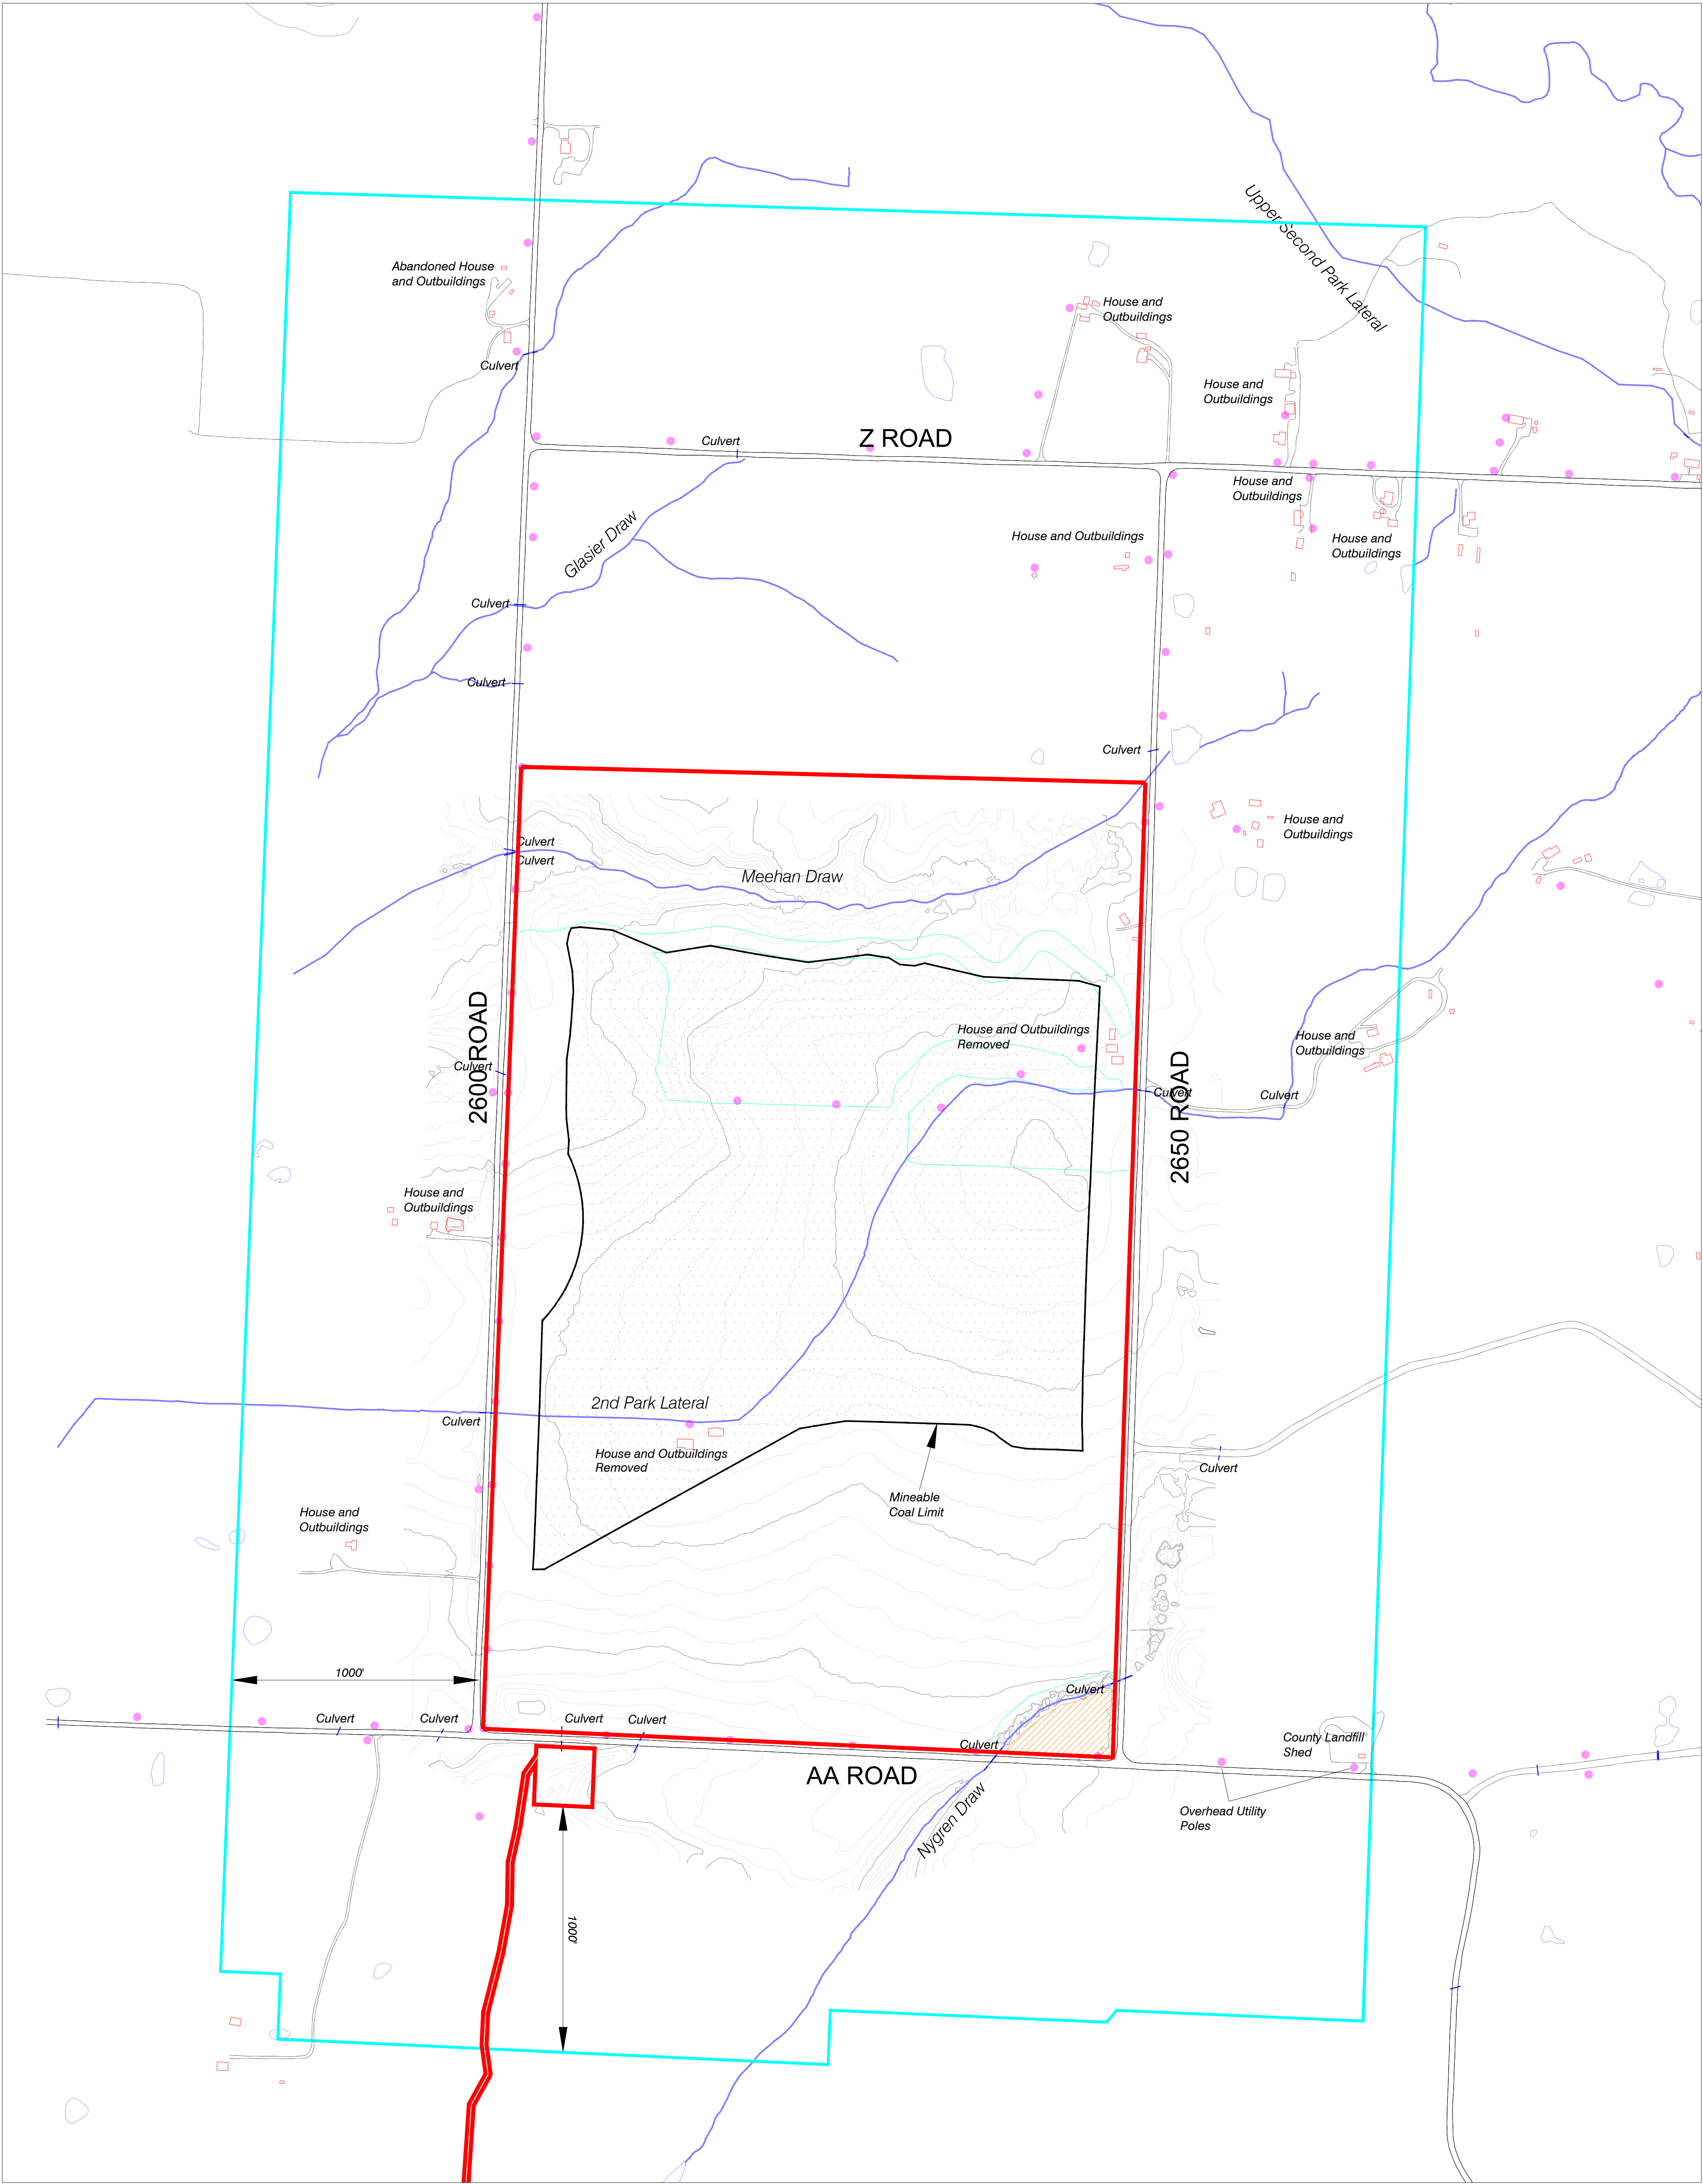 Upper Second Park Lateral
Abandoned House
and Outbuildings
House and
Outbuildings
Culvert
House and
Outbuildings
Z ROAD
Culvert
House and
Outbuildings
Glasier Draw
House and Outbuildings
House and
Outbuildings
Culvert
Culvert
Culvert
House and
Outbuildings
Culvert
Culvert
Meehan Draw
2600 ROAD
House and Outbuildings
Removed
House and
Outbuildings
Culvert
2650 ROAD
Culvert
Culvert
House and
Outbuildings
2nd Park Lateral
Culvert
House and Outbuildings
Removed
Culvert
Mineable
Coal Limit
House and
Outbuildings
1000'
Culvert
Culvert
Culvert
Culvert
Culvert
Culvert
County Landfill
Shed
AA ROAD
Nygren Draw
Overhead Utility
Poles
1000'